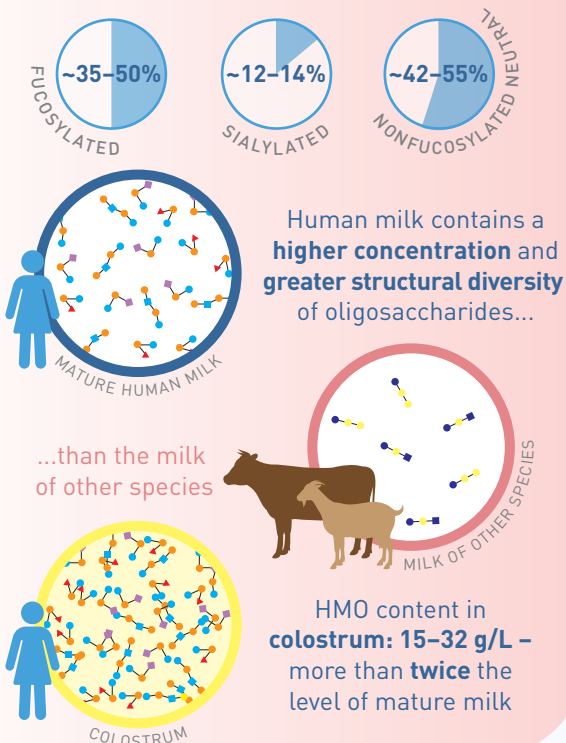 ~35–50%
FUCOSYLATED
~12–14%
SIALYLATED
~42–55%
NONFUCOSYLATED NEUTRAL
Human milk contains a
higher concentration and
greater structural diversity
of oligosaccharides...
MATURE HUMAN MILK
...than the milk
of other species
MILK OF OTHER SPECIES
HMO content in
colostrum: 15–32 g/L –
more than twice the
level of mature milk
COLOSTRUM